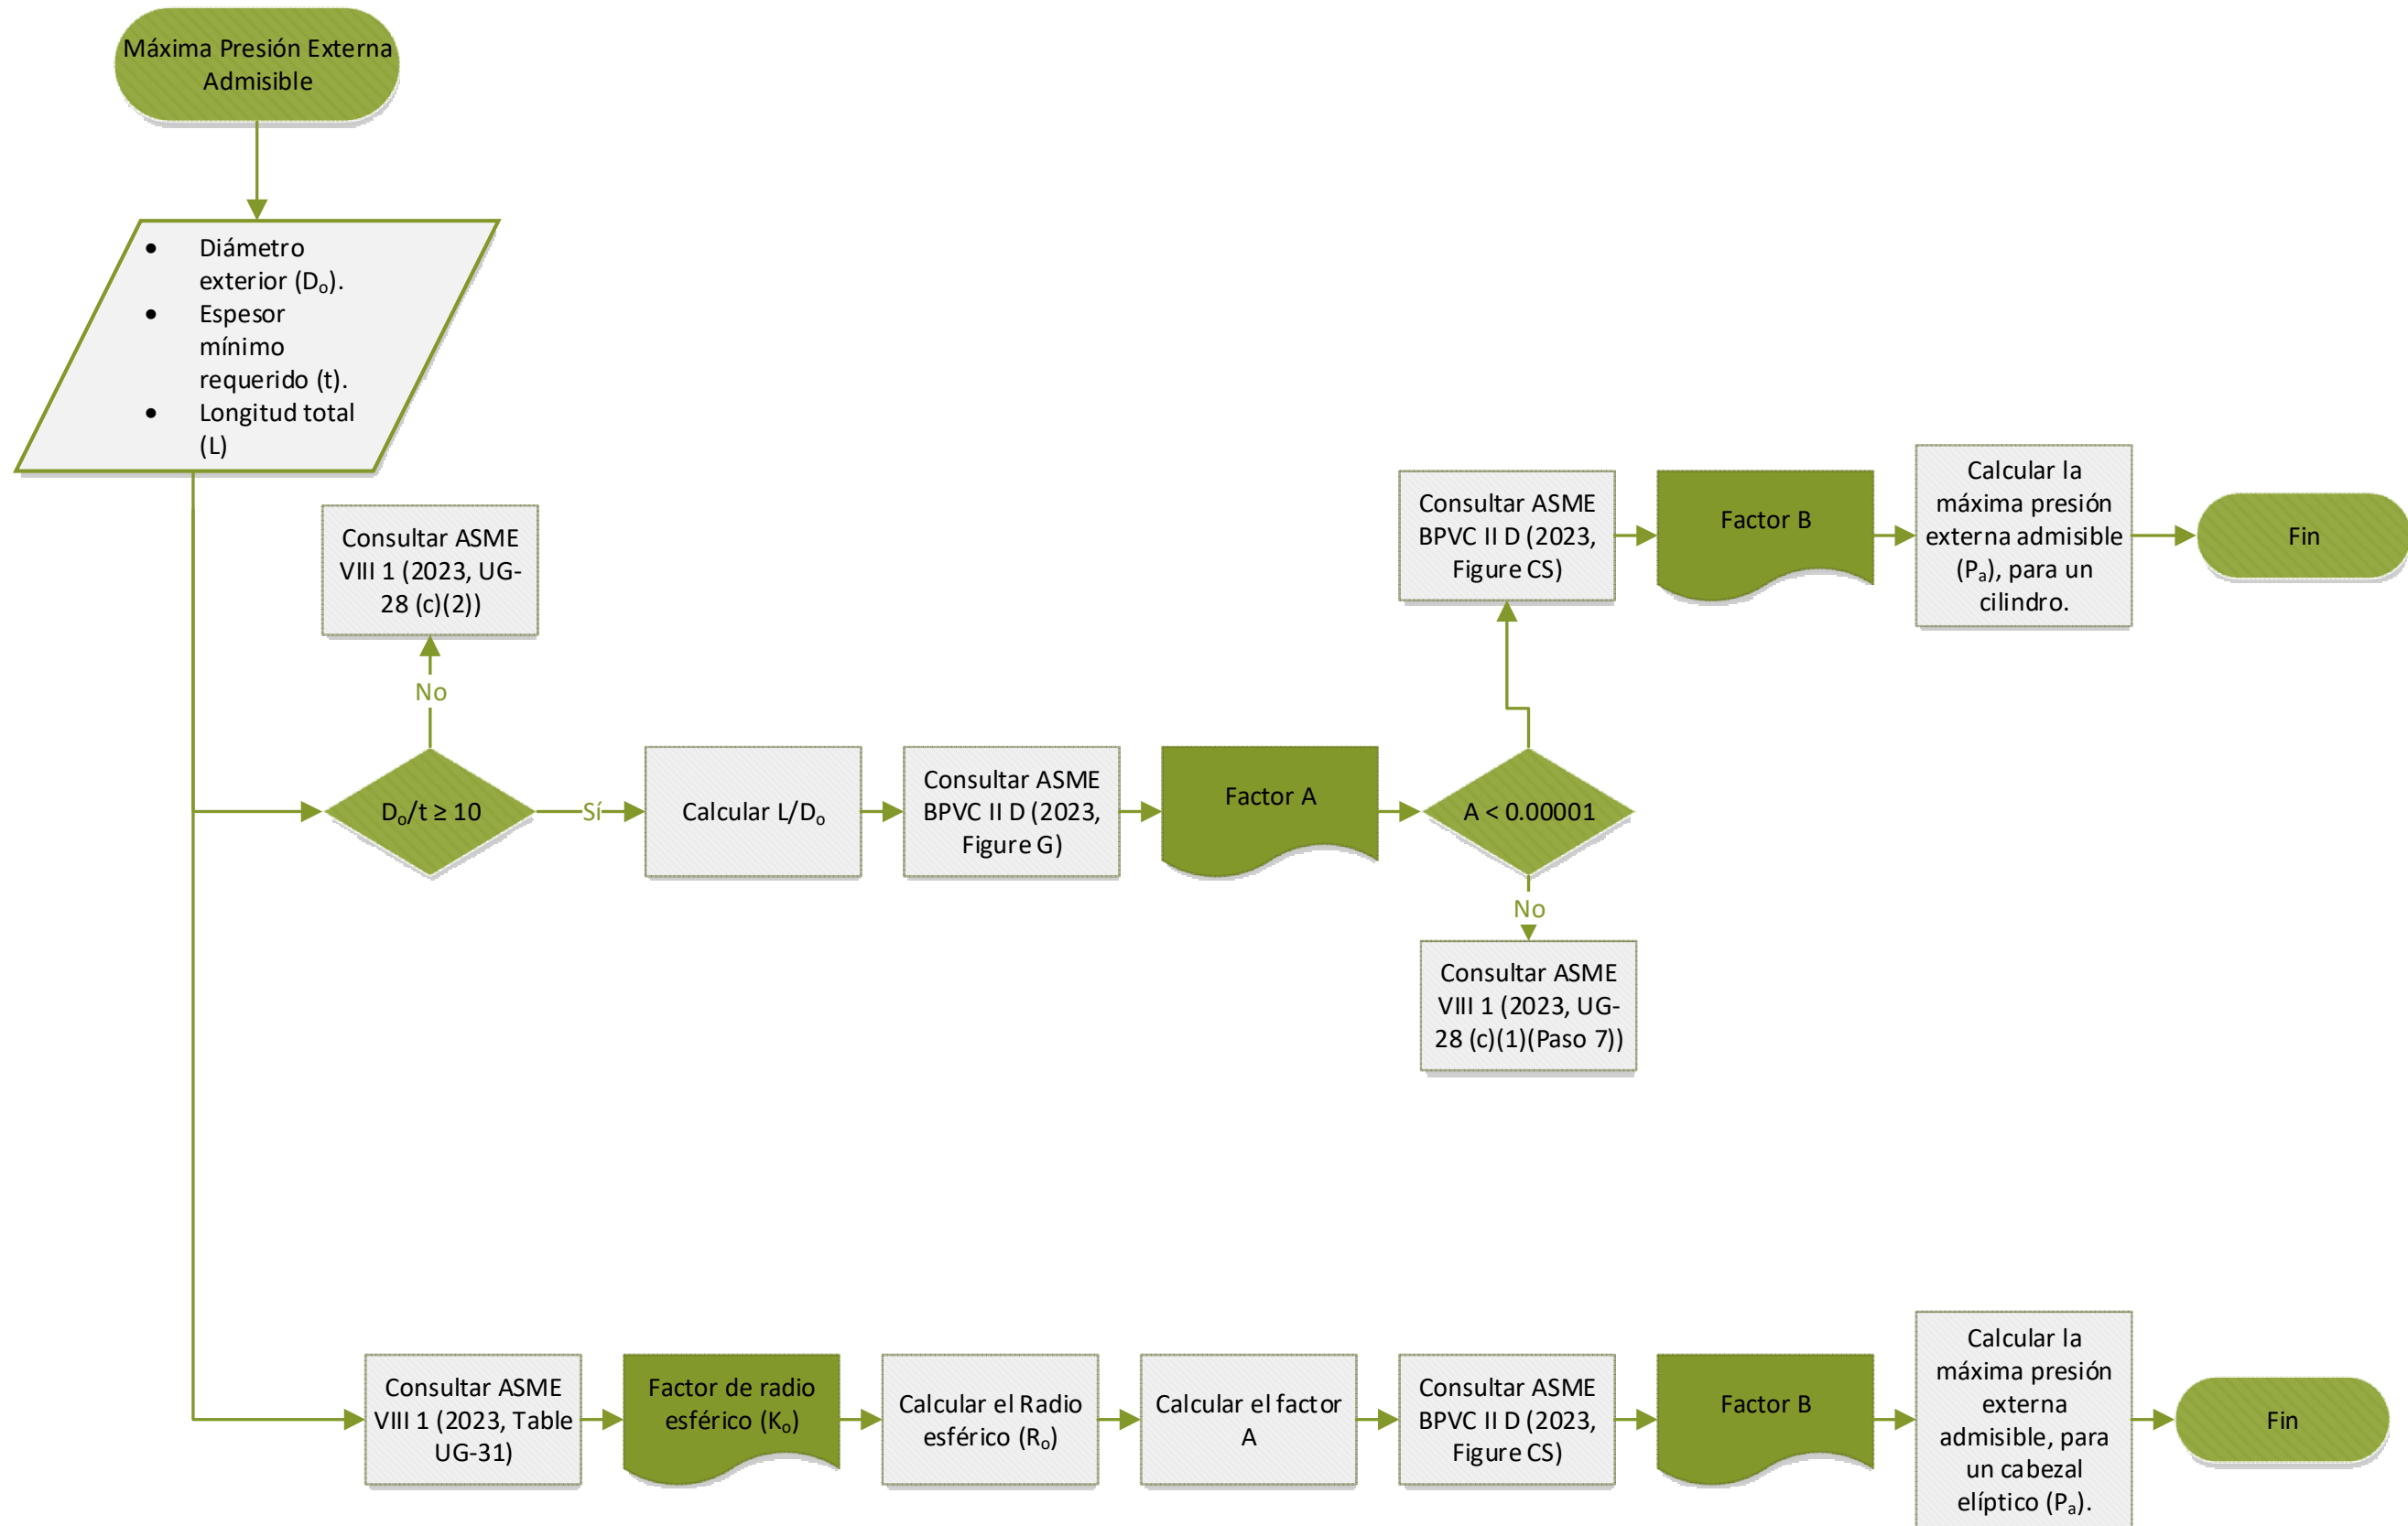 Máxima Presión Externa
Admisible
• Diámetro
exterior (Dₒ).
• Espesor
mínimo
requerido (t).
• Longitud total
(L)
Consultar ASME
VIII 1 (2023, UG-
28 (c)(2))
No
Dₒ/t ≥ 10
Sí
Calcular L/Dₒ
Consultar ASME
BPVC II D (2023,
Figure G)
Factor A
A < 0.00001
Consultar ASME
BPVC II D (2023,
Figure CS)
Factor B
Calcular la
máxima presión
externa admisible
(Pₐ), para un
cilindro.
Fin
No
Consultar ASME
VIII 1 (2023, UG-
28 (c)(1)(Paso 7))
Consultar ASME
VIII 1 (2023, Table
UG-31)
Factor de radio
esférico (Kₒ)
Calcular el Radio
esférico (Rₒ)
Calcular el factor
A
Consultar ASME
BPVC II D (2023,
Figure CS)
Factor B
Calcular la
máxima presión
externa
admisible, para
un cabezal
elíptico (Pₐ).
Fin